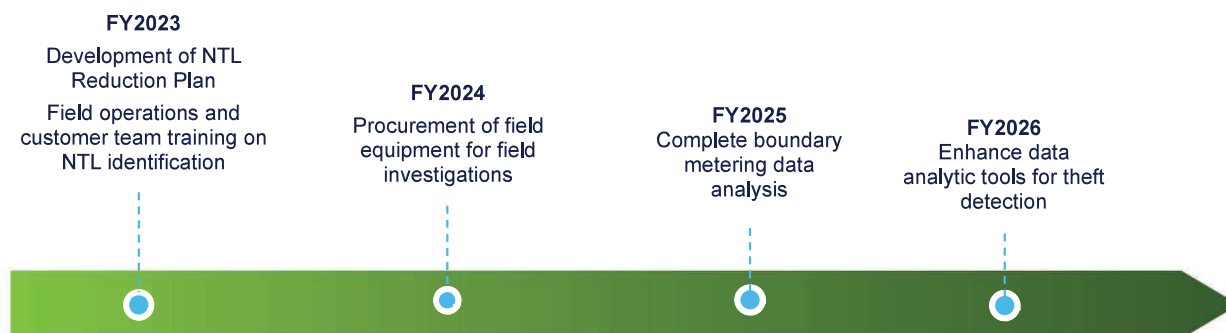 FY2023
Development of NTL
Reduction Plan
Field operations and
customer team training on
NTL identification
FY2024
Procurement of field
equipment for field
investigations
FY2025
Complete boundary
metering data
analysis
FY2026
Enhance data
analytic tools for theft
detection